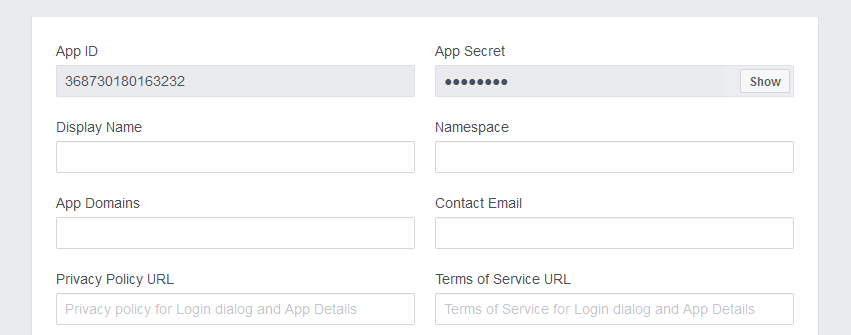 App ID
App Secret
368730180163232
●●●●●●●●
Show
Display Name
Namespace
App Domains
Contact Email
Privacy Policy URL
Terms of Service URL
Privacy policy for Login dialog and App Details
Terms of Service for Login dialog and App Details